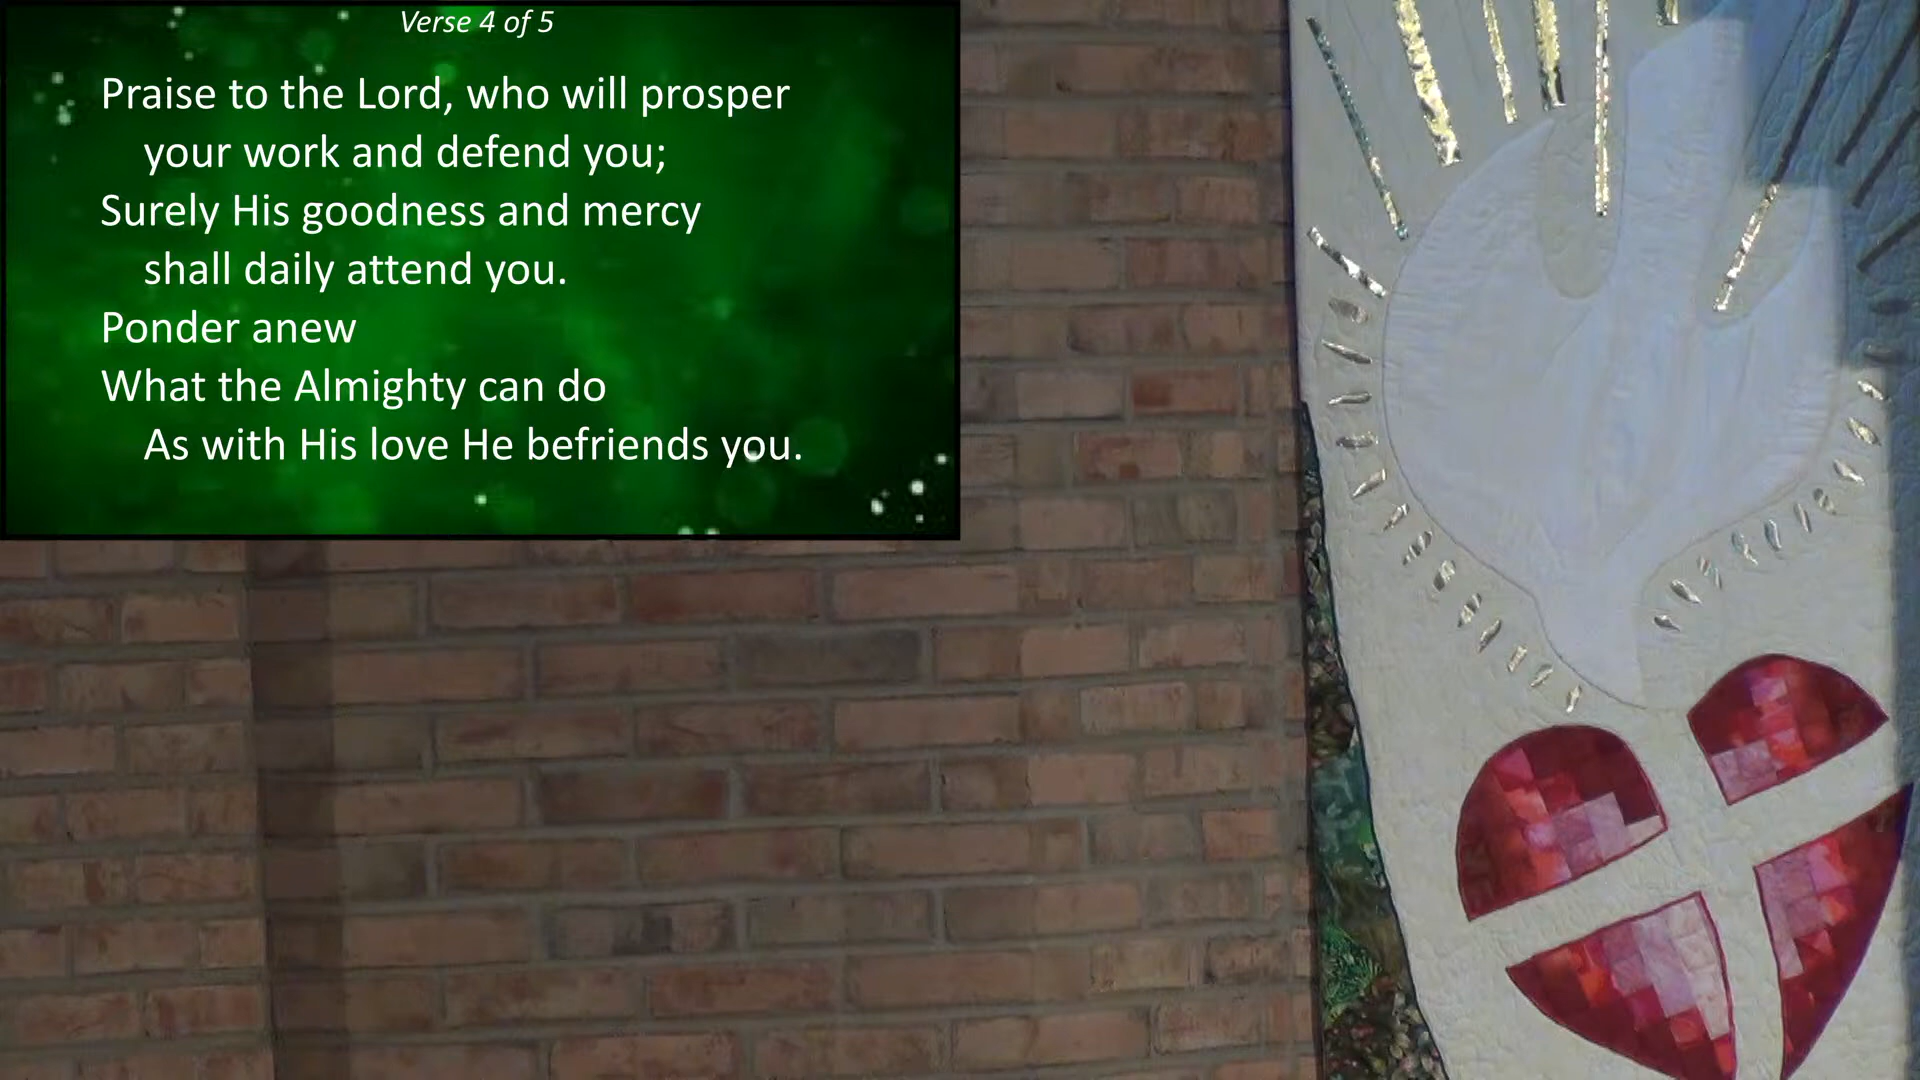 Verse 4 of 5
Praise to the Lord, who will prosper
your work and defend you;
Surely His goodness and mercy
shall daily attend you.
Ponder anew
What the Almighty can do
As with His love He befriends you.